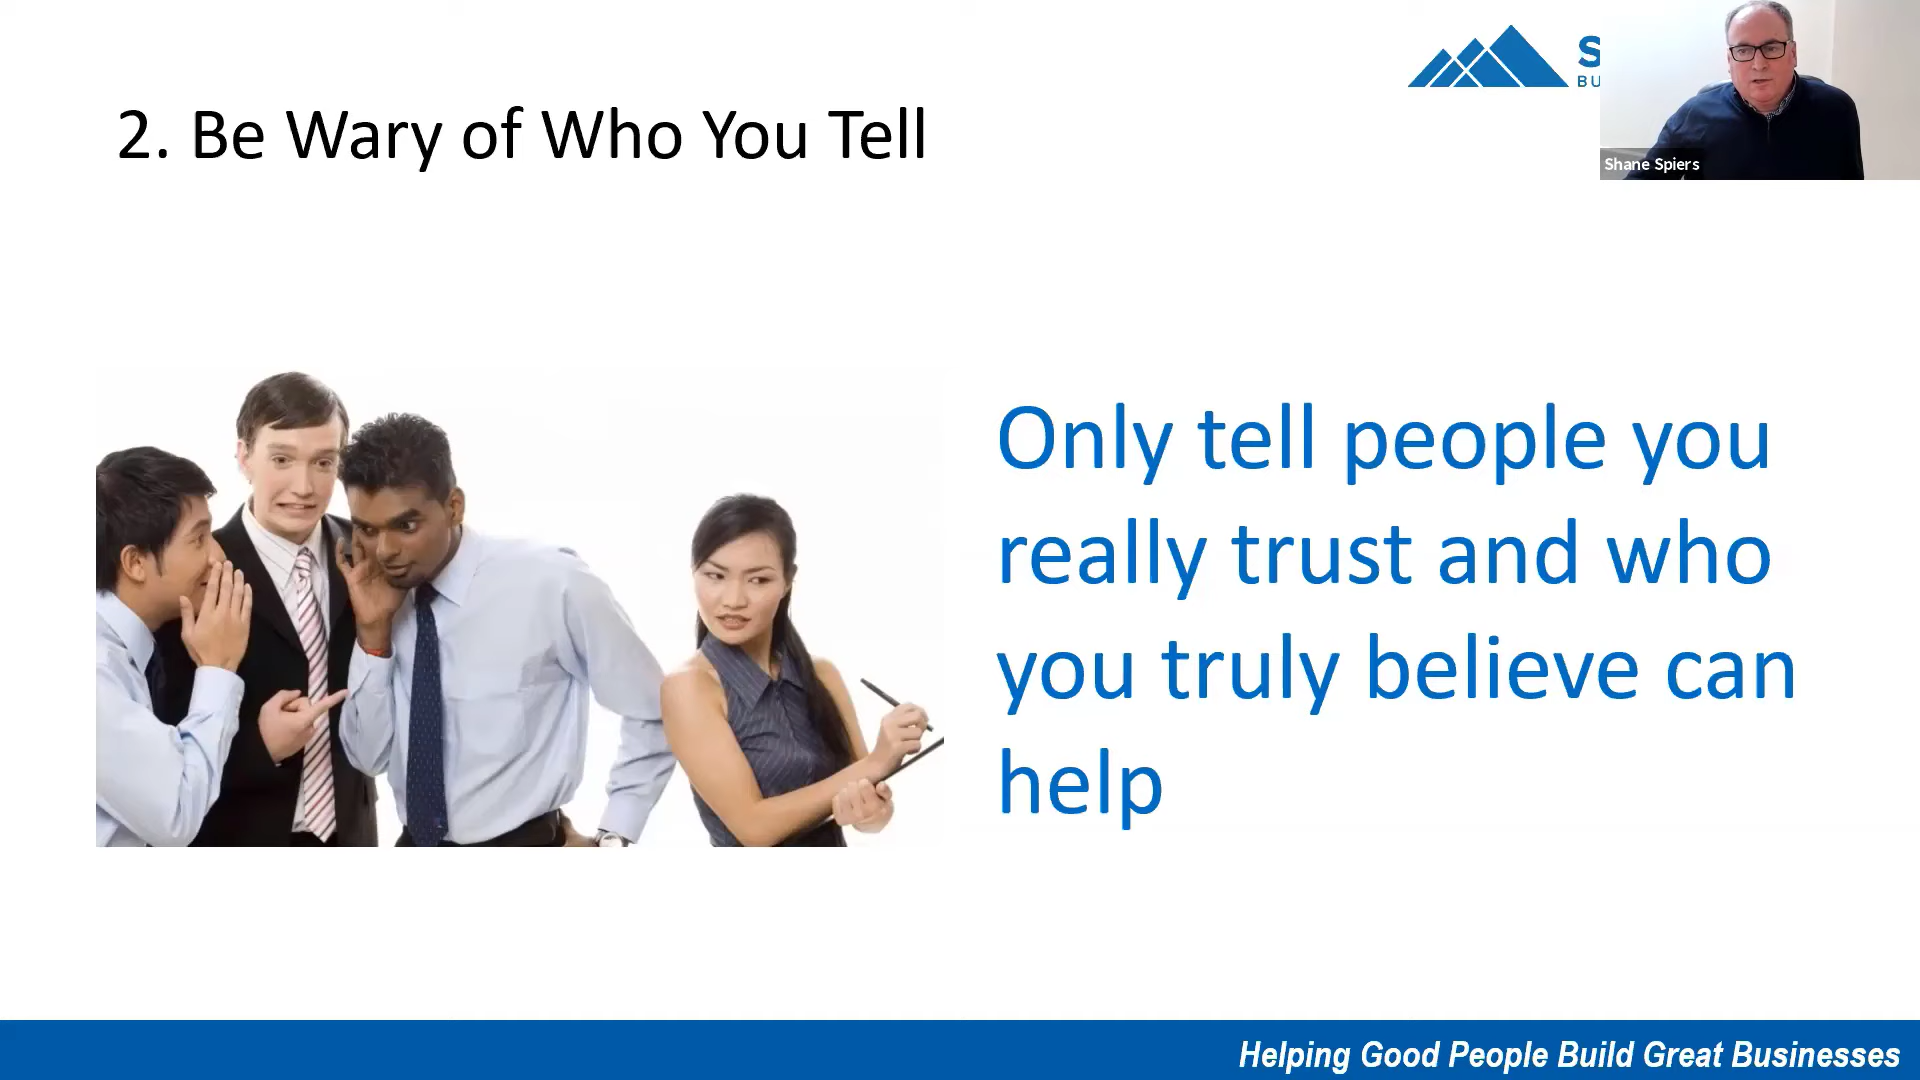 2. Be Wary of Who You Tell
Shane Spiers
Only tell people you
really trust and who
you truly believe can
help
Helping Good People Build Great Businesses